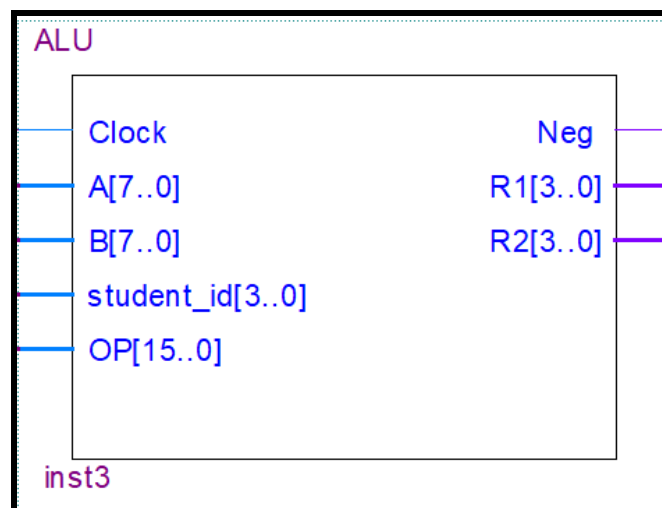 ALU
Clock Neg
A[7..0] R1[3..0]
B[7..0] R2[3..0]
student_id[3..0]
OP[15..0]
inst3